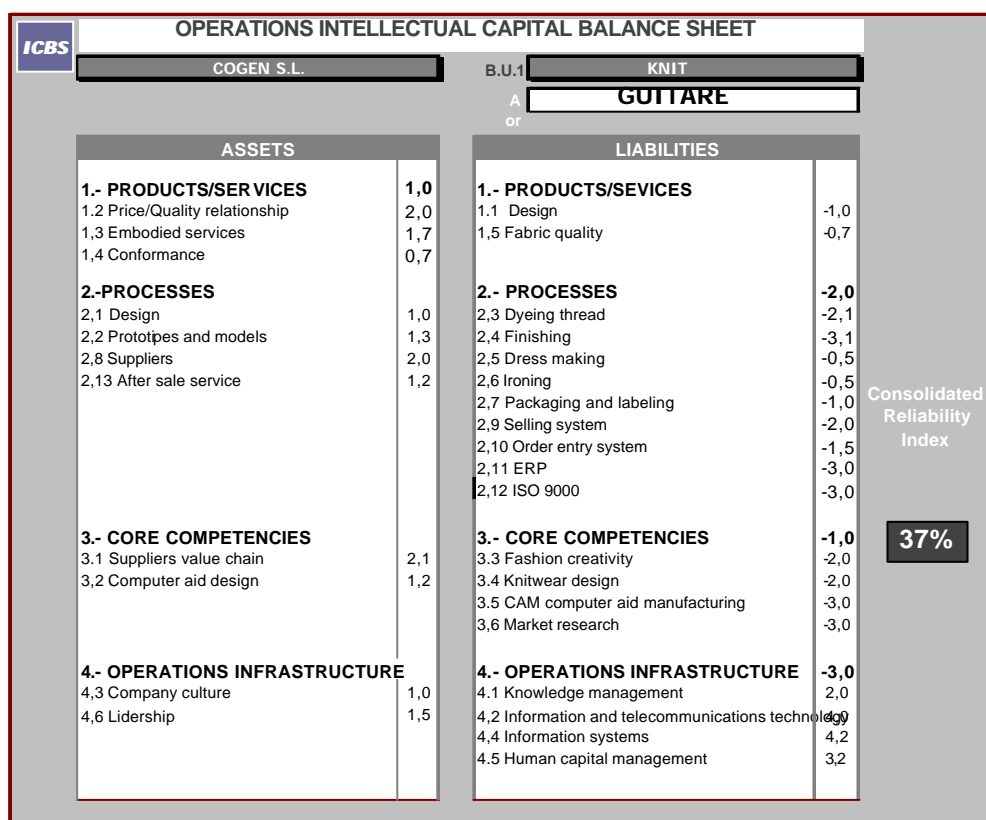 OPERATIONS INTELLECTUAL CAPITAL BALANCE SHEET
ICBS
COGEN S.L.
B.U.1
KNIT
A
or
GUITTARE
ASSETS
1.- PRODUCTS/SERVICES 1,0
1.2 Price/Quality relationship 2,0
1,3 Embodied services 1,7
1,4 Conformance 0,7
2.-PROCESSES
2,1 Design 1,0
2,2 Prototipes and models 1,3
2,8 Suppliers 2,0
2,13 After sale service 1,2
3.- CORE COMPETENCIES
3.1 Suppliers value chain 2,1
3,2 Computer aid design 1,2
4.- OPERATIONS INFRASTRUCTURE
4,3 Company culture 1,0
4,6 Lidership 1,5
LIABILITIES
1.- PRODUCTS/SEVICES
1.1 Design -1,0
1,5 Fabric quality -0,7
2.- PROCESSES -2,0
2,3 Dyeing thread -2,1
2,4 Finishing -3,1
2,5 Dress making -0,5
2,6 Ironing -0,5
2,7 Packaging and labeling -1,0
2,9 Selling system -2,0
2,10 Order entry system -1,5
2,11 ERP -3,0
2,12 ISO 9000 -3,0
3.- CORE COMPETENCIES -1,0
3.3 Fashion creativity -2,0
3.4 Knitwear design -2,0
3.5 CAM computer aid manufacturing -3,0
3,6 Market research -3,0
4.- OPERATIONS INFRASTRUCTURE -3,0
4.1 Knowledge management 2,0
4,2 Information and telecommunications technology 4,0
4,4 Information systems 4,2
4.5 Human capital management 3,2
Consolidated
Reliability
Index
37%